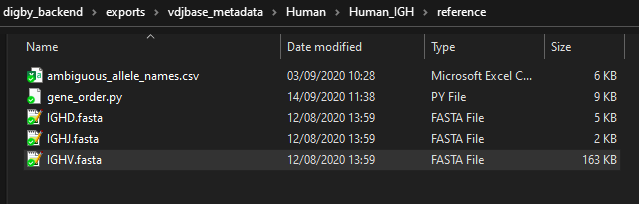 digby_backend > exports > vdjbase_metadata > Human > Human_IGH > reference
Name Date modified Type Size
ambiguous_allele_names.csv 03/09/2020 10:28 Microsoft Excel C... 6 KB
gene_order.py 14/09/2020 11:38 PY File 9 KB
IGHD.fasta 12/08/2020 13:59 FASTA File 5 KB
IGHJ.fasta 12/08/2020 13:59 FASTA File 2 KB
IGHV.fasta 12/08/2020 13:59 FASTA File 163 KB